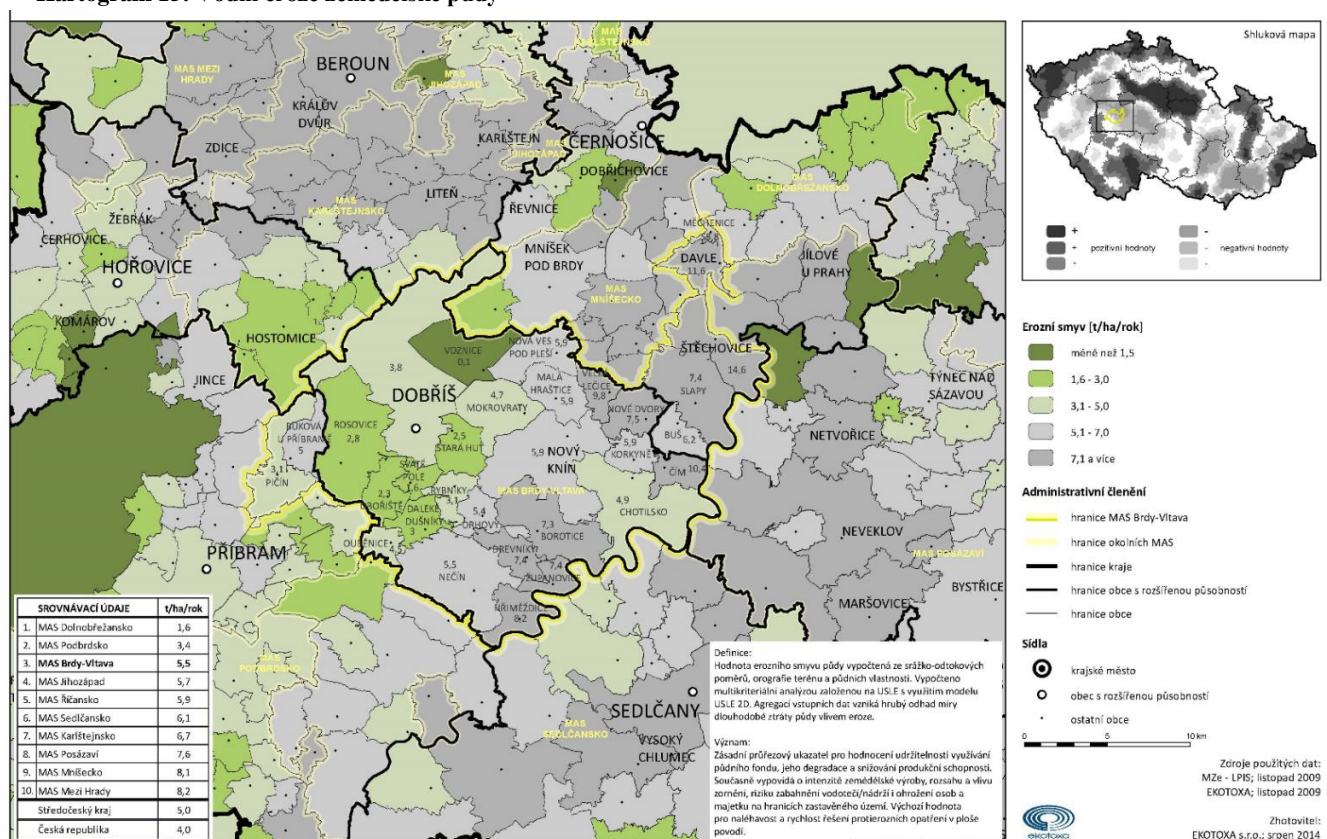 Kartogram 13: Vodní eroze zemědělské půdy
Shluková mapa
+
+ pozitivní hodnoty
-
-
- negativní hodnoty
-
Erozní smyv [t/ha/rok]
méně než 1,5
1,6 - 3,0
3,1 - 5,0
5,1 - 7,0
7,1 a více
Administrativní členění
hranice MAS Brdy-Vltava
hranice okolních MAS
hranice kraje
hranice obce s rozšířenou působností
hranice obce
Sídla
krajské město
obec s rozšířenou působností
ostatní obce
0 5 10 km
Zdroje použitých dat:
MZe - LPIS; listopad 2009
EKOTOXA; listopad 2009
Zhotovitel:
EKOTOXA s.r.o.; srpen 2014
ekotoxa
MAS MEZI
HRADY
BEROUN
MAS
JIHOZÁPAD
KRÁLŮV
DVŮR
ZDICE
KARLŠTEJN
MAS
JIHOZÁPAD
ČERNOŠICE
DOBŘICHOVICE
MAS
DOLNOBŘEŽANSKO
LITEŇ
MAS
KARLŠTEJNSKO
ŘEVNICE
ŽEBRÁK
CERHOVICE
HOŘOVICE
KOMÁROV
HOSTOMICE
JINCE
MNÍŠEK
POD BRDY
MAS
MNÍŠECKO
MĚCHENICE
DAVLE
11,6
JÍLOVÉ
U PRAHY
ŠTĚCHOVICE
14,6
7,4
SLAPY
VOZNICE
0,1
NOVÁ VES 5,9
POD PLEŠÍ
3,8
DOBŘÍŠ
4,7
MOKROVRATY
MALÁ
HRAŠTICE
5,9
LEČICE
9,8
NOVÉ DVORY
7,5
BUŠ 6,2
5,9
KORKYNĚ
ČÍM 10,4
BUKOVÁ
U PŘÍBRAMĚ
5
ROSOVICE
2,8
2,5
STARÁ HUŤ
5,9 NOVÝ
KNÍN
3,1
PIČÍN
SVATÉ
POLE
1,6
2,3
OBOŘIŠTĚ
DALEKÉ
DUŠNÍKY
3
RYBNÍKY
3,1
5,4
DRHOVY
MAS BRDY-VLTAVA
4,9
CHOTILSKO
7,3
BOROTICE
OUBĚNICE
4,5
DREVNÍKY
7,4
7,4
ŽUPANOVICE
5,5
NEČÍN
8,2
PŘÍBRAM
MAS
PODBRDSKO
NETVOŘICE
TÝNEC NAD
SÁZAVOU
NEVEKLOV
MAS POSÁZAVÍ
BYSTŘICE
MARŠOVICE
SEDLČANY
MAS
SEDLČANSKO
VYSOKÝ
CHLUMEC
SROVNÁVACÍ ÚDAJE t/ha/rok
1. MAS Dolnobřežansko 1,6
2. MAS Podbrdsko 3,4
3. MAS Brdy-Vltava 5,5
4. MAS Jihozápad 5,7
5. MAS Říčansko 5,9
6. MAS Sedlčansko 6,1
7. MAS Karlštejnsko 6,7
8. MAS Posázaví 7,6
9. MAS Mníšecko 8,1
10. MAS Mezi Hrady 8,2
Středočeský kraj 5,0
Česká republika 4,0
Definice:
Hodnota erozního smyvu půdy vypočtená ze srážko-odtokových
poměrů, orografie terénu a půdních vlastností. Vypočteno
multikriteriální analýzou založenou na USLE s využitím modelu
USLE 2D. Agregací vstupních dat vzniká hrubý odhad míry
dlouhodobé ztráty půdy vlivem eroze.
Význam:
Zásadní průřezový ukazatel pro hodnocení udržitelnosti využívání
půdního fondu, jeho degradace a snižování produkční schopnosti.
Současně vypovídá o intenzitě zemědělské výroby, rozsahu a vlivu
zornění, riziku zabahnění vodotečí/nádrží i ohrožení osob a
majetku na hranicích zastavěného území. Výchozí hodnota
pro naléhavost a rychlost řešení protierozních opatření v ploše
povodí.